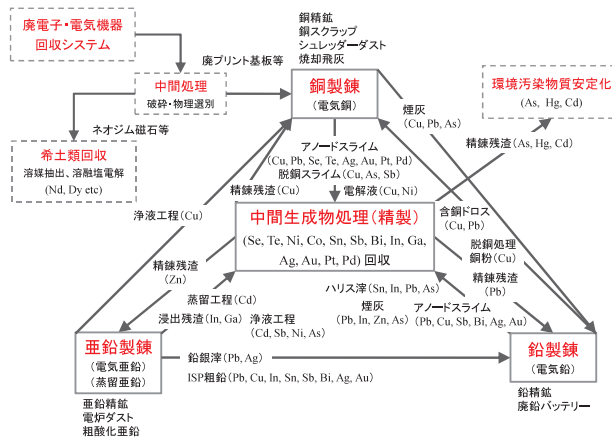 廃電子・電気機器
回収システム
銅精鉱
銅スクラップ
シュレッダーダスト
焼却飛灰
廃プリント基板等
中間処理
破砕・物理選別
銅製錬
(電気銅)
環境汚染物質安定化
(As, Hg, Cd)
煙灰
(Cu, Pb, As)
ネオジム磁石等
希土類回収
溶媒抽出、溶融塩電解
(Nd, Dy etc)
アノードスライム
(Cu, Pb, Se, Te, Ag, Au, Pt, Pd)
脱銅スライム(Cu, As, Sb)
精錬残渣
(As, Hg, Cd)
精錬残渣(Cu)
電解液(Cu, Ni)
浄液工程(Cu)
含銅ドロス
(Cu, Pb)
中間生成物処理(精製)
(Se, Te, Ni, Co, Sn, Sb, Bi, In, Ga,
Ag, Au, Pt, Pd) 回収
脱銅処理
銅粉(Cu)
精錬残渣
(Zn)
精錬残渣
(Pb)
蒸留工程(Cd)
ハリス滓(Sn, In, Pb, As)
浸出残渣(In, Ga)
浄液工程
(Cd, Sb, Ni, As)
煙灰
(Pb, In, Zn, As)
アノードスライム
(Pb, Cu, Sb, Bi, Ag, Au)
亜鉛製錬
(電気亜鉛)
(蒸留亜鉛)
鉛銀滓(Pb, Ag)
ISP粗鉛(Pb, Cu, In, Sn, Sb, Bi, Ag, Au)
鉛製錬
(電気鉛)
亜鉛精鉱
電炉ダスト
粗酸化亜鉛
鉛精鉱
廃鉛バッテリー